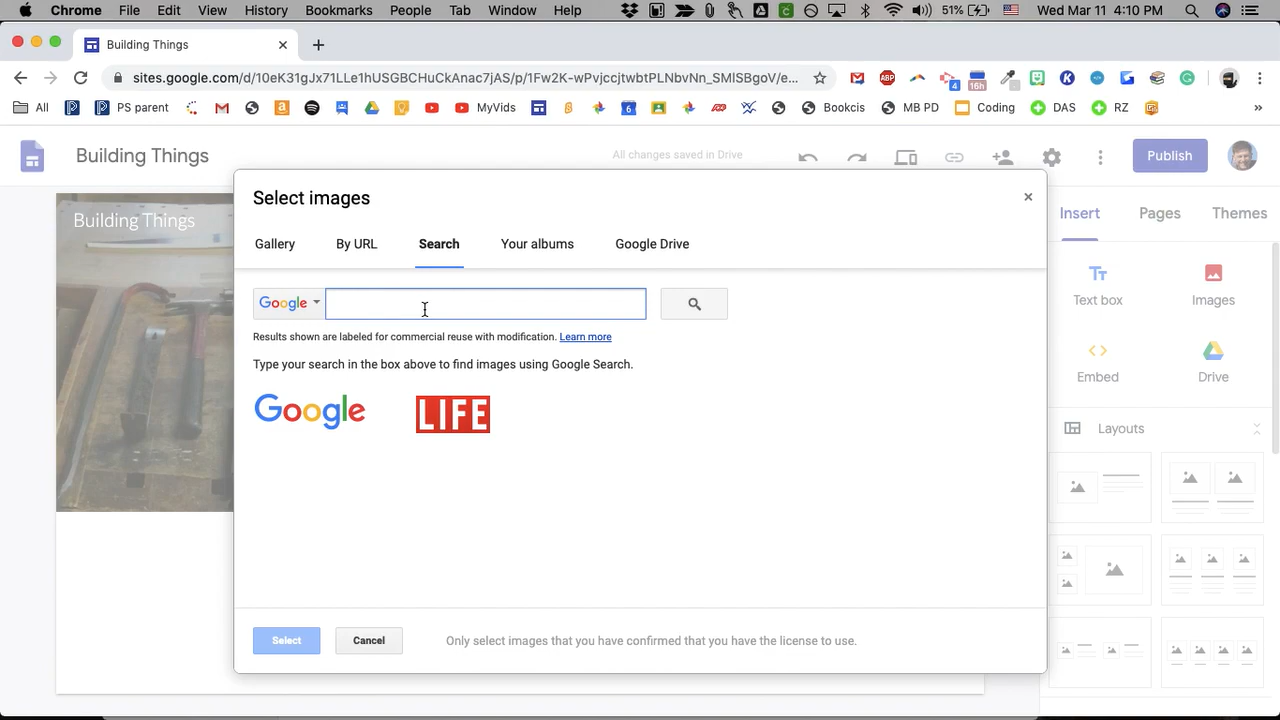 Chrome File Edit View History Bookmarks People Tab Window Help 51% Wed Mar 11 4:10 PM
Building Things
sites.google.com/d/10eK31gJx71LLe1hUSGBCHuCkAnac7jAS/p/1Fw2K-wPvjccjtwbtPLNbvNn_SMlSBgoV/e...
ABP 4 16h
All PS parent MyVids 6 Bookcis MB PD Coding DAS RZ »
Building Things
All changes saved in Drive
Publish
Building Things
Select images
Insert Pages Themes
Gallery By URL Search Your albums Google Drive
Google
Results shown are labeled for commercial reuse with modification. Learn more
Type your search in the box above to find images using Google Search.
Google LIFE
Text box Images
Embed Drive
Layouts
Select Cancel Only select images that you have confirmed that you have the license to use.